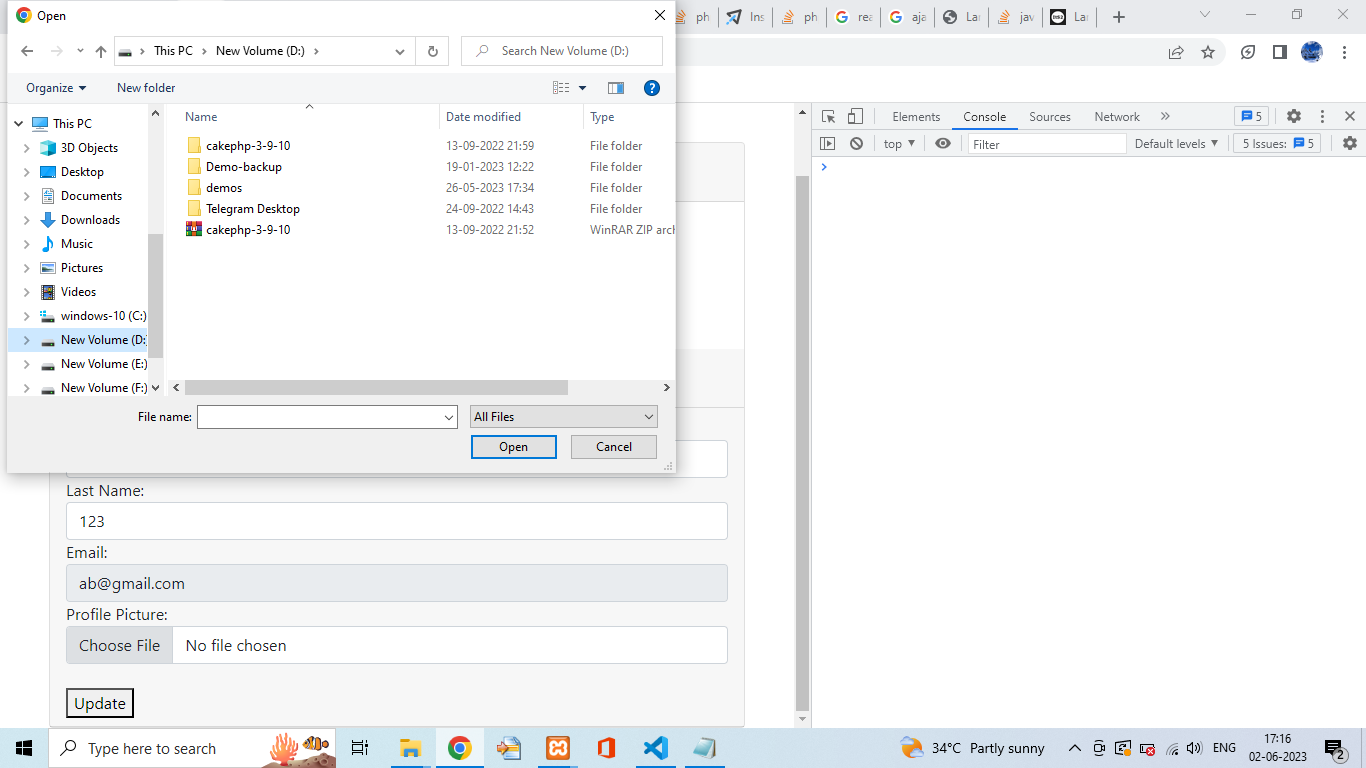 Open
ph
Ins
ph
rea
aja
Lar
jav
Lar
This PC
New Volume (D:)
Search New Volume (D:)
Organize
New folder
Name
Date modified
Type
This PC
3D Objects
Desktop
Documents
Downloads
Music
Pictures
Videos
windows-10 (C:)
New Volume (D:
New Volume (E:)
New Volume (F:)
cakephp-3-9-10 13-09-2022 21:59 File folder
Demo-backup 19-01-2023 12:22 File folder
demos 26-05-2023 17:34 File folder
Telegram Desktop 24-09-2022 14:43 File folder
cakephp-3-9-10 13-09-2022 21:52 WinRAR ZIP arch
File name:
All Files
Open
Cancel
Elements
Console
Sources
Network
5
top
Filter
Default levels
5 Issues: 5
Last Name:
123
Email:
ab@gmail.com
Profile Picture:
Choose File No file chosen
Update
Type here to search
34°C Partly sunny
ENG
17:16
02-06-2023
2